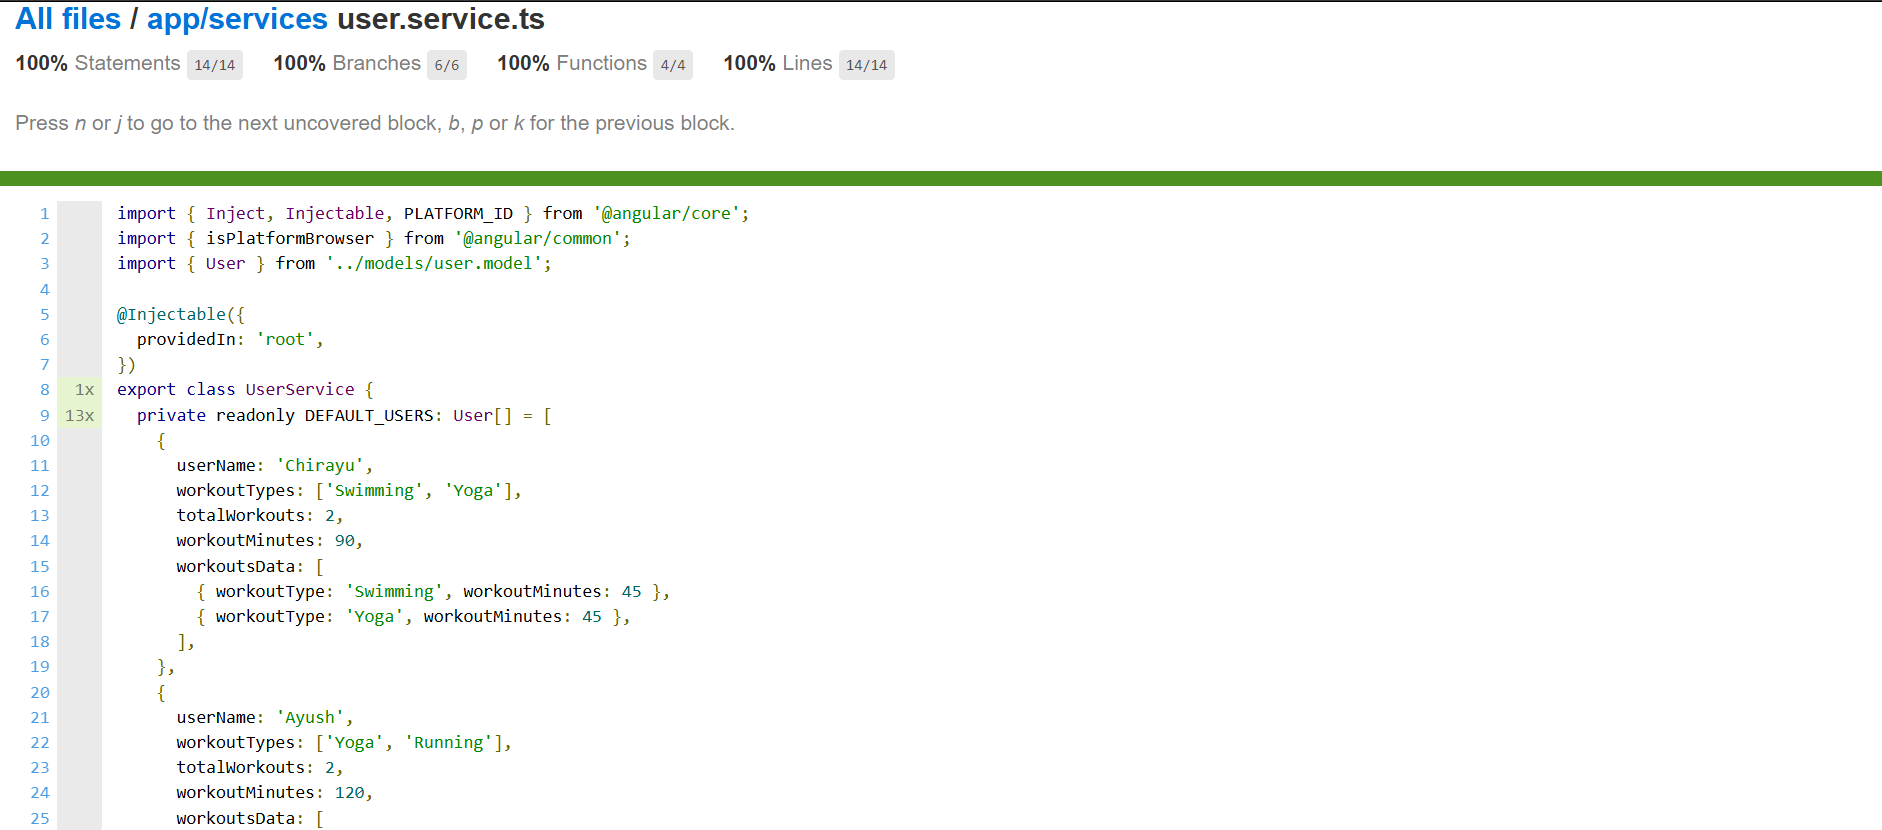 All files / app/services user.service.ts
100% Statements 14/14 100% Branches 6/6 100% Functions 4/4 100% Lines 14/14
Press n or j to go to the next uncovered block, b, p or k for the previous block.
1 import { Inject, Injectable, PLATFORM_ID } from '@angular/core';
2 import { isPlatformBrowser } from '@angular/common';
3 import { User } from '../models/user.model';
4
5 @Injectable({
6   providedIn: 'root',
7 })
8 1x export class UserService {
9 13x   private readonly DEFAULT_USERS: User[] = [
10     {
11       userName: 'Chirayu',
12       workoutTypes: ['Swimming', 'Yoga'],
13       totalWorkouts: 2,
14       workoutMinutes: 90,
15       workoutsData: [
16         { workoutType: 'Swimming', workoutMinutes: 45 },
17         { workoutType: 'Yoga', workoutMinutes: 45 },
18       ],
19     },
20     {
21       userName: 'Ayush',
22       workoutTypes: ['Yoga', 'Running'],
23       totalWorkouts: 2,
24       workoutMinutes: 120,
25       workoutsData: [